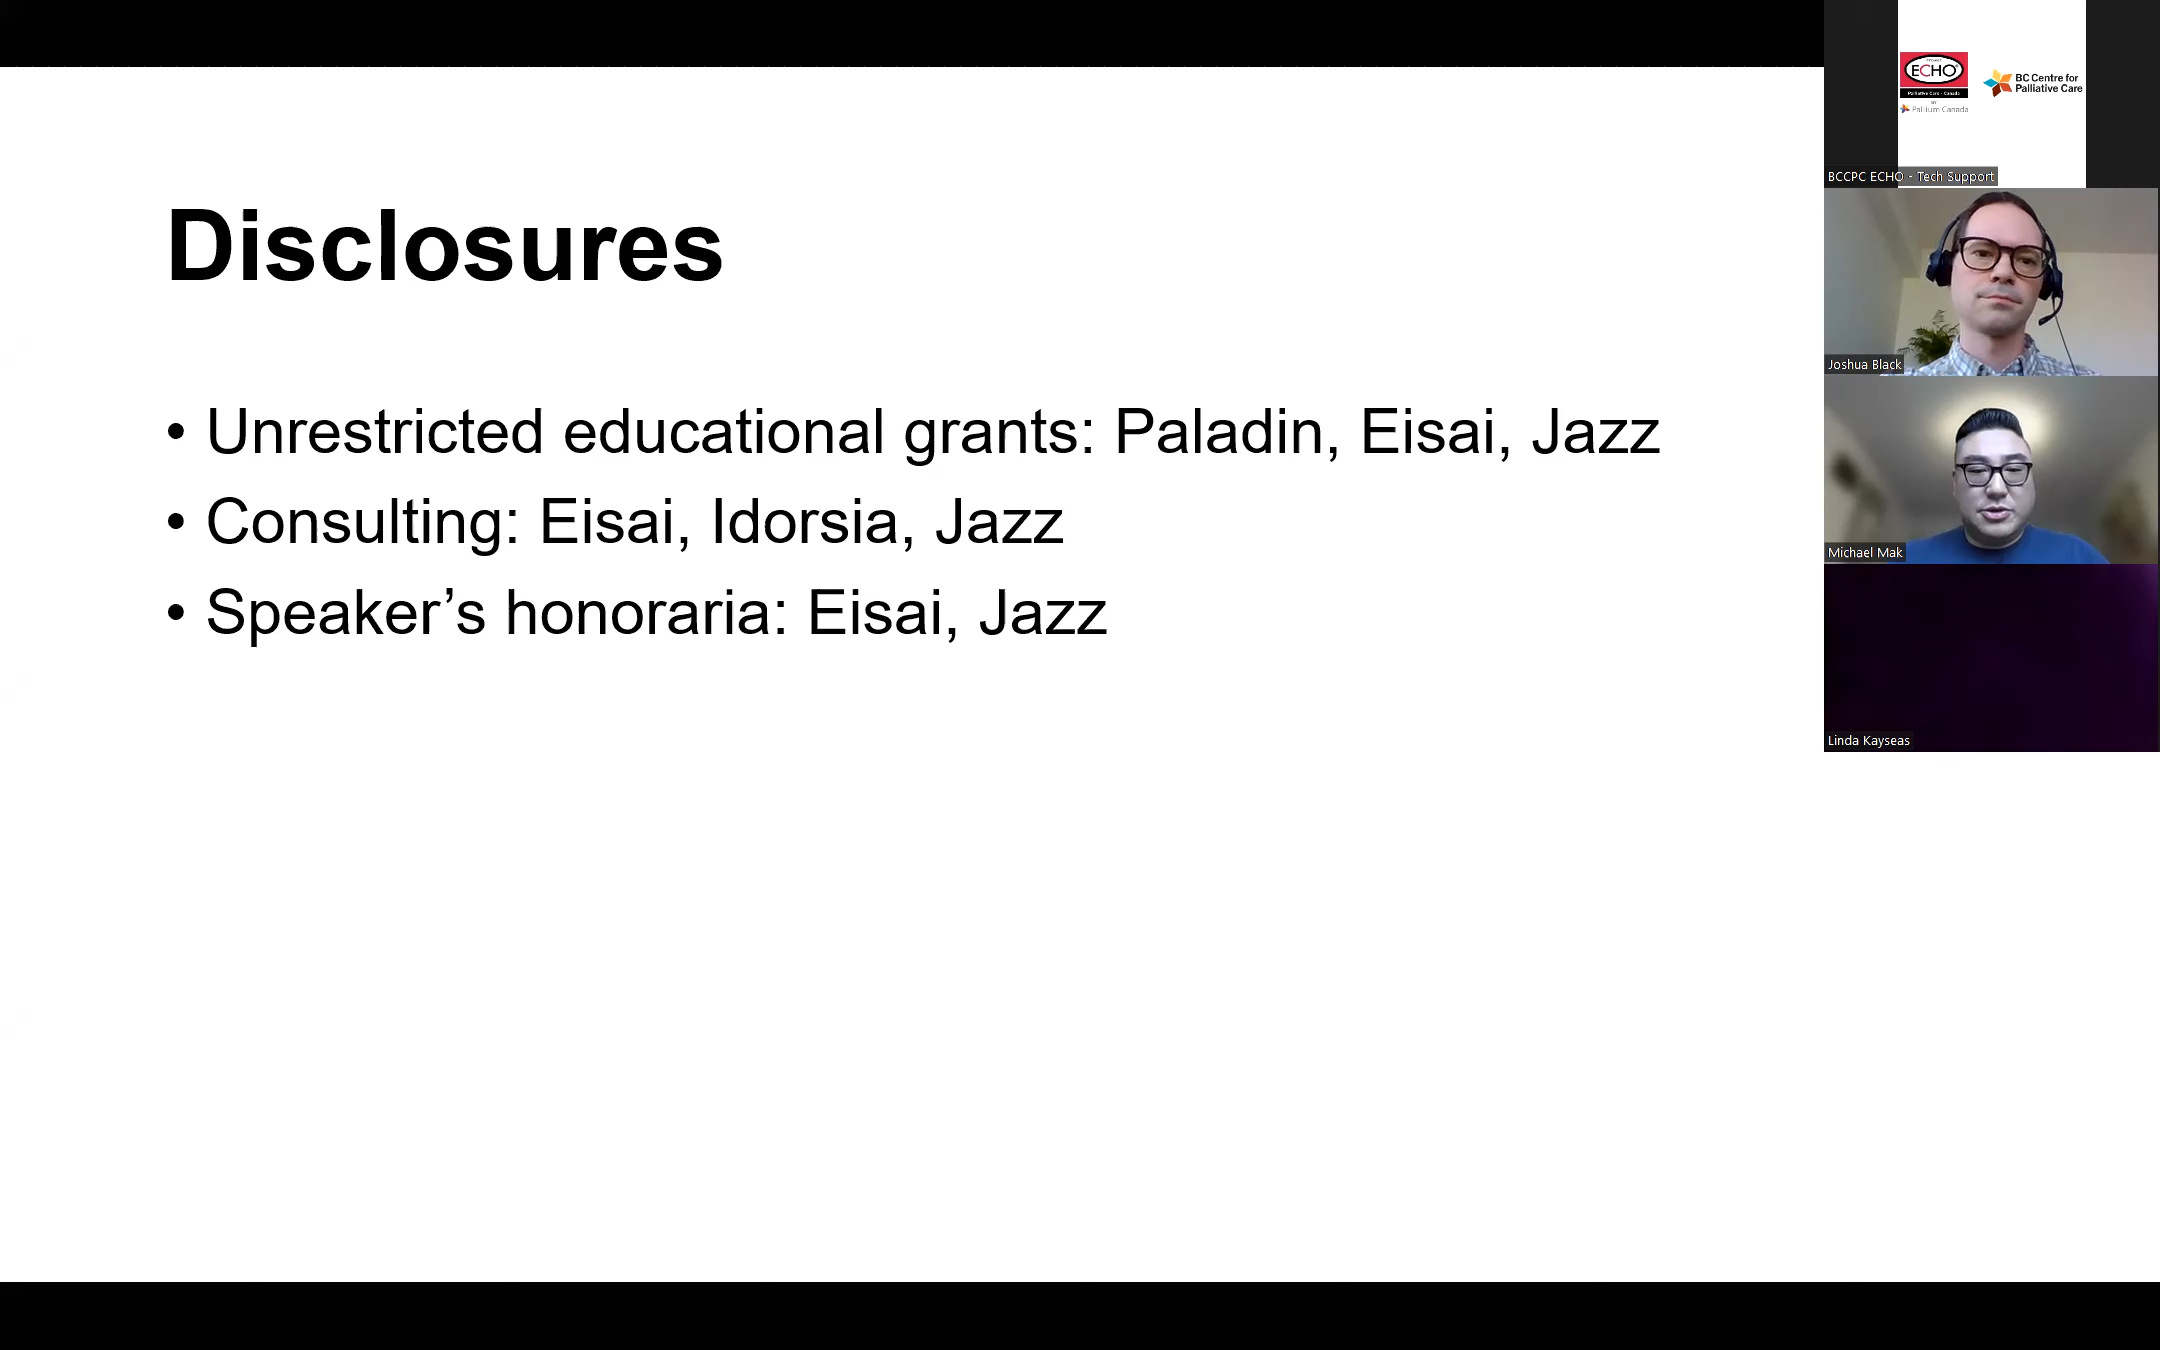 Disclosures
• Unrestricted educational grants: Paladin, Eisai, Jazz
• Consulting: Eisai, Idorsia, Jazz
• Speaker’s honoraria: Eisai, Jazz
ECHO
Palliative Care - Canada
BY
Pallium Canada
BC Centre for
Palliative Care
BCCPC ECHO - Tech Support
Joshua Black
Michael Mak
Linda Kayseas